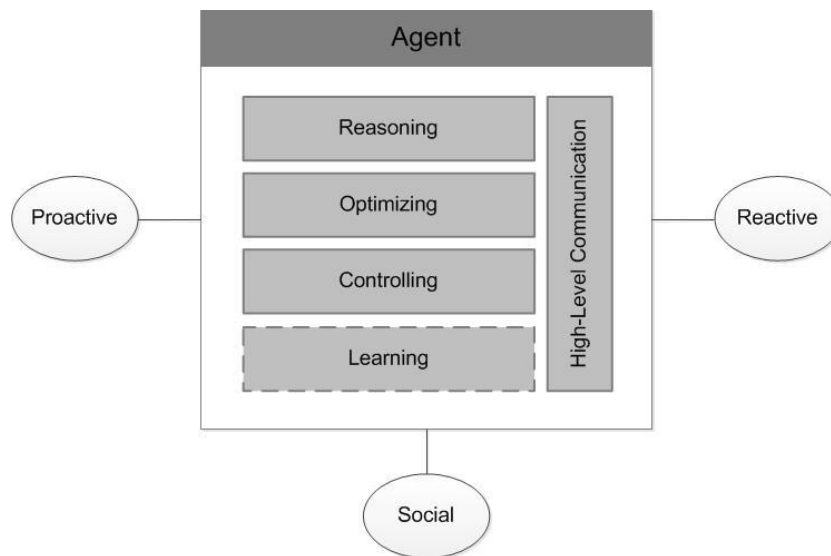 Agent
Reasoning
Optimizing
Controlling
Learning
High-Level Communication
Proactive
Reactive
Social